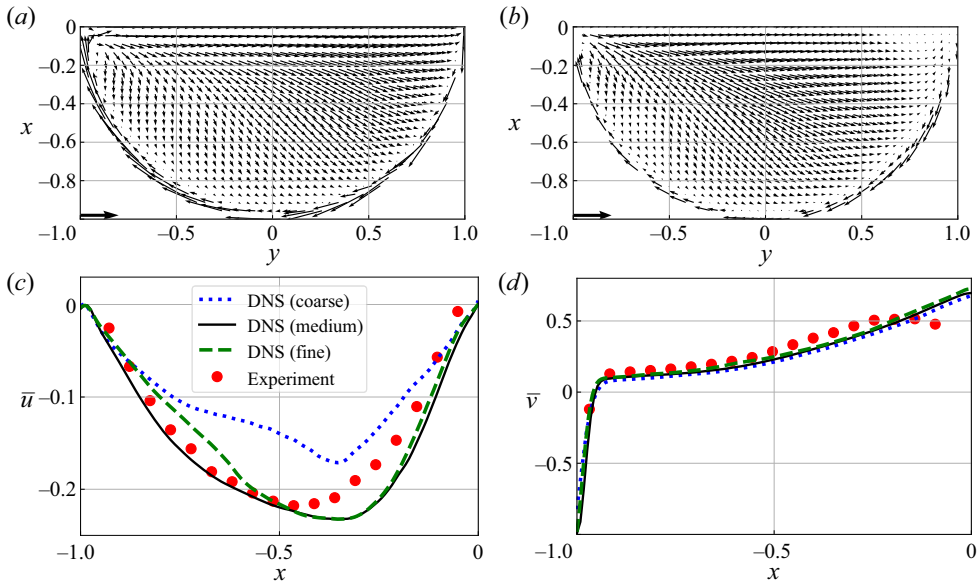 (a)
0
−0.2
−0.4
x
−0.6
−0.8
−1.0
−0.5
0
0.5
1.0
y
(b)
0
−0.2
−0.4
x
−0.6
−0.8
−1.0
−0.5
0
0.5
1.0
y
(c)
0
−0.1
u̅
−0.2
DNS (coarse)
DNS (medium)
DNS (fine)
Experiment
−1.0
−0.5
0
x
(d)
0.5
0
v̅
−0.5
−1.0
−0.5
0
x